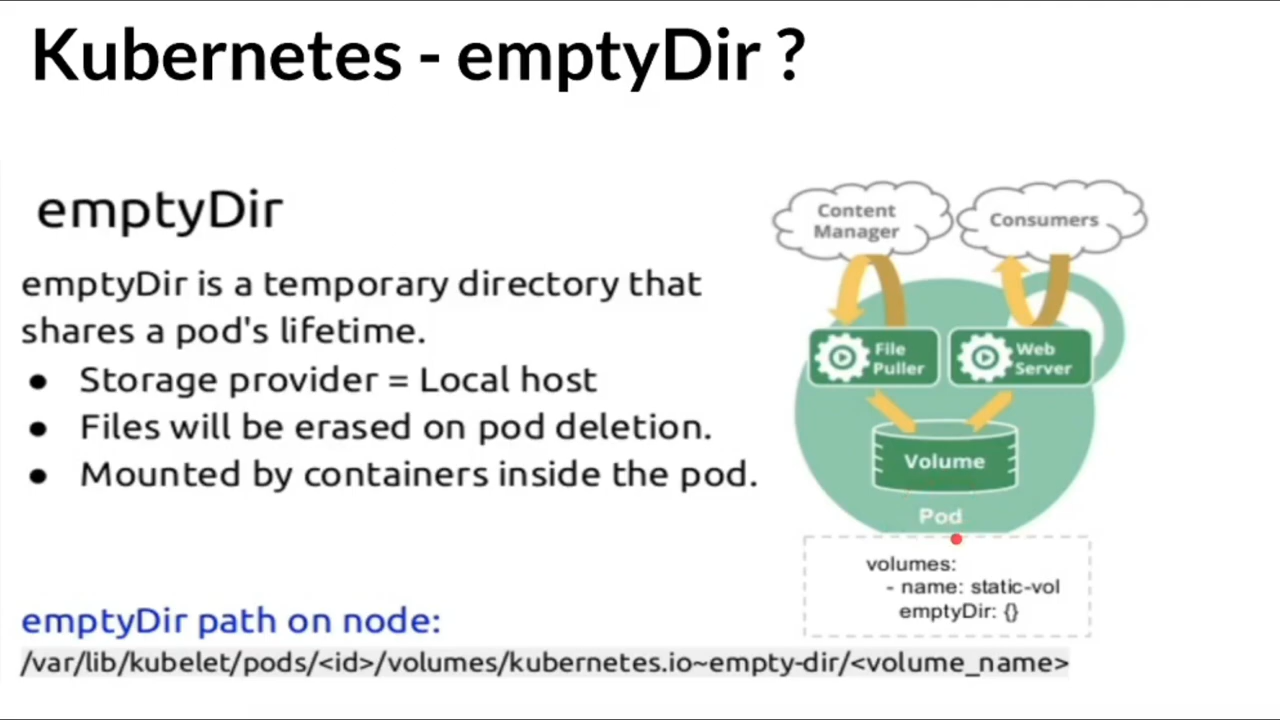 Kubernetes - emptyDir ?
emptyDir
emptyDir is a temporary directory that
shares a pod's lifetime.
● Storage provider = Local host
● Files will be erased on pod deletion.
● Mounted by containers inside the pod.
emptyDir path on node:
/var/lib/kubelet/pods/<id>/volumes/kubernetes.io~empty-dir/<volume_name>
Content
Manager
Consumers
File
Puller
Web
Server
Volume
Pod
volumes:
- name: static-vol
emptyDir: {}